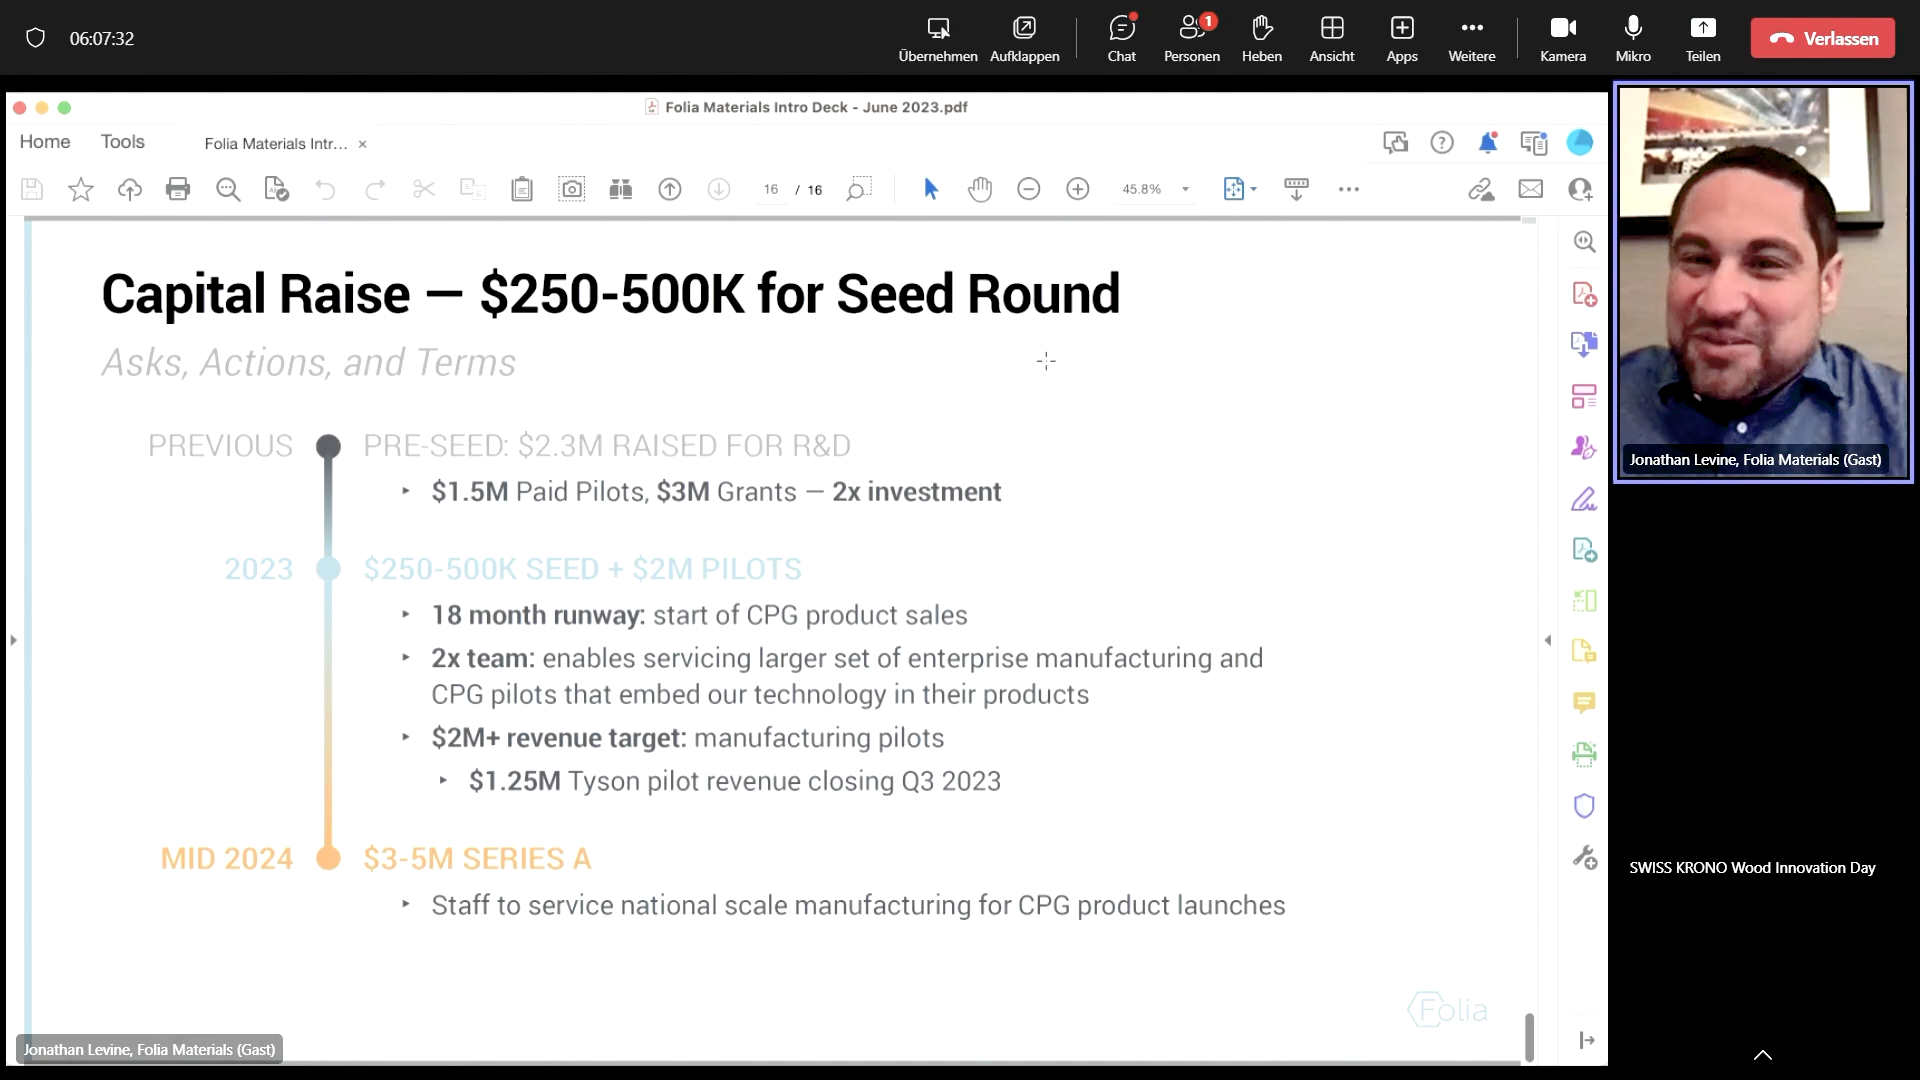 06:07:32
Übernehmen
Aufklappen
Chat
1
Personen
Heben
Ansicht
Apps
Weitere
Kamera
Mikro
Teilen
Verlassen
Folia Materials Intro Deck - June 2023.pdf
Home
Tools
Folia Materials Intr... ×
16 / 16
45.8%
Capital Raise — $250-500K for Seed Round
Asks, Actions, and Terms
PREVIOUS
PRE-SEED: $2.3M RAISED FOR R&D
‣ $1.5M Paid Pilots, $3M Grants — 2x investment
2023
$250-500K SEED + $2M PILOTS
‣ 18 month runway: start of CPG product sales
‣ 2x team: enables servicing larger set of enterprise manufacturing and
CPG pilots that embed our technology in their products
‣ $2M+ revenue target: manufacturing pilots
‣ $1.25M Tyson pilot revenue closing Q3 2023
MID 2024
$3-5M SERIES A
‣ Staff to service national scale manufacturing for CPG product launches
Folia
Jonathan Levine, Folia Materials (Gast)
Jonathan Levine, Folia Materials (Gast)
SWISS KRONO Wood Innovation Day